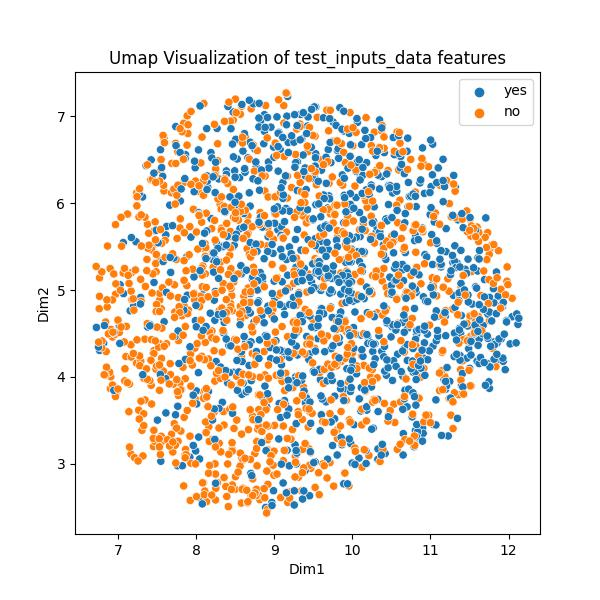 Umap Visualization of test_inputs_data features
yes
no
7
6
5
4
3
Dim2
7 8 9 10 11 12
Dim1